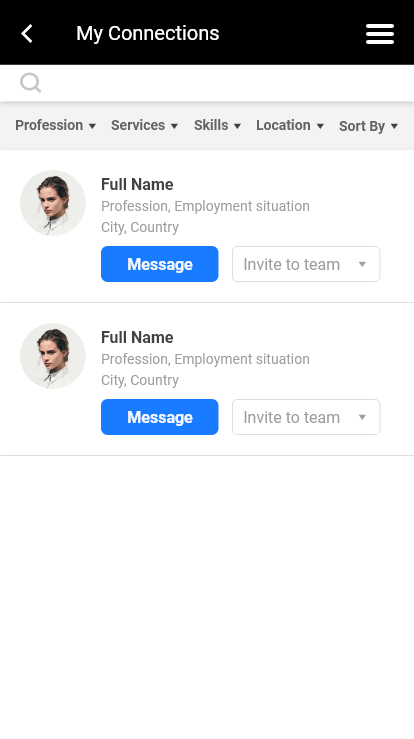 My Connections
Profession Services Skills Location Sort By
Full Name
Profession, Employment situation
City, Country
Message Invite to team
Full Name
Profession, Employment situation
City, Country
Message Invite to team